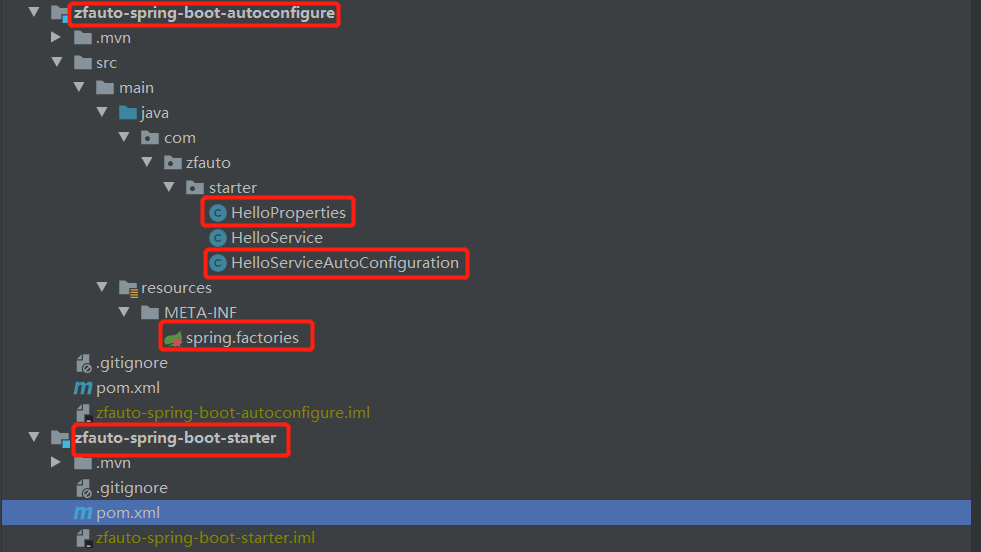 zfauto-spring-boot-autoconfigure
.mvn
src
main
java
com
zfauto
starter
HelloProperties
HelloService
HelloServiceAutoConfiguration
resources
META-INF
spring.factories
.gitignore
pom.xml
zfauto-spring-boot-autoconfigure.iml
zfauto-spring-boot-starter
.mvn
.gitignore
pom.xml
zfauto-spring-boot-starter.iml